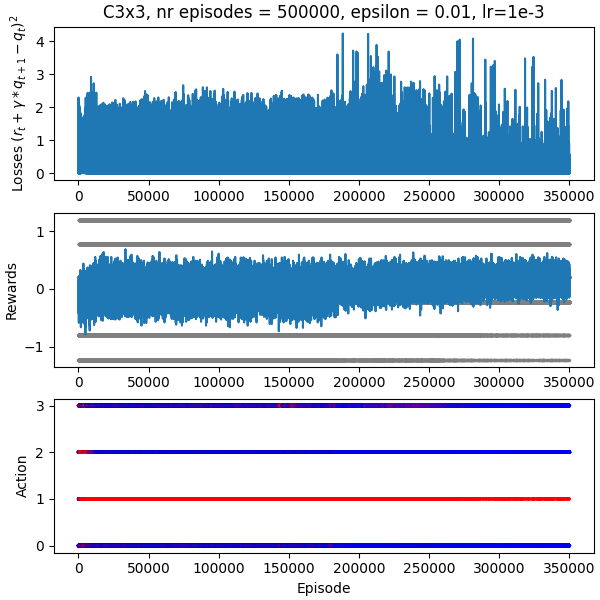 C3x3, nr episodes = 500000, epsilon = 0.01, lr=1e-3
Losses $(r_t + \gamma * q_{t+1} - q_t)^2$
4
3
2
1
0
0 50000 100000 150000 200000 250000 300000 350000
Rewards
1
0
−1
0 50000 100000 150000 200000 250000 300000 350000
Action
3
2
1
0
0 50000 100000 150000 200000 250000 300000 350000
Episode